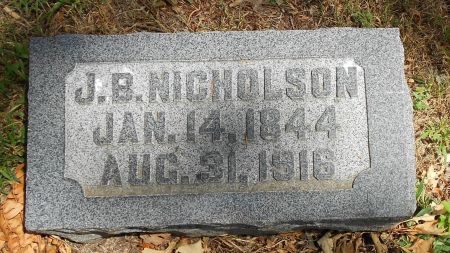 J.B. NICHOLSON
JAN. 14, 1844
AUG. 31, 1916